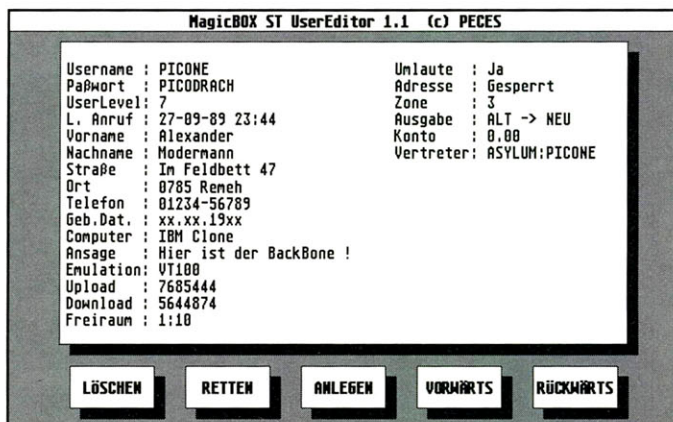 MagicBOX ST UserEditor 1.1 (c) PECES
Username : PICONE
Paßwort : PICODRACH
UserLevel: 7
L. Anruf : 27-09-89 23:44
Vorname : Alexander
Nachname : Modermann
Straße : Im Feldbett 47
Ort : 0785 Remeh
Telefon : 01234-56789
Geb.Dat. : xx.xx.19xx
Computer : IBM Clone
Ansage : Hier ist der BackBone !
Emulation: VT100
Upload : 7685444
Download : 5644874
Freiraum : 1:10
Umlaute : Ja
Adresse : Gesperrt
Zone : 3
Ausgabe : ALT -> NEU
Konto : 0.00
Vertreter: ASYLUM:PICONE
LÖSCHEN
RETTEN
ANLEGEN
VORWÄRTS
RÜCKWÄRTS